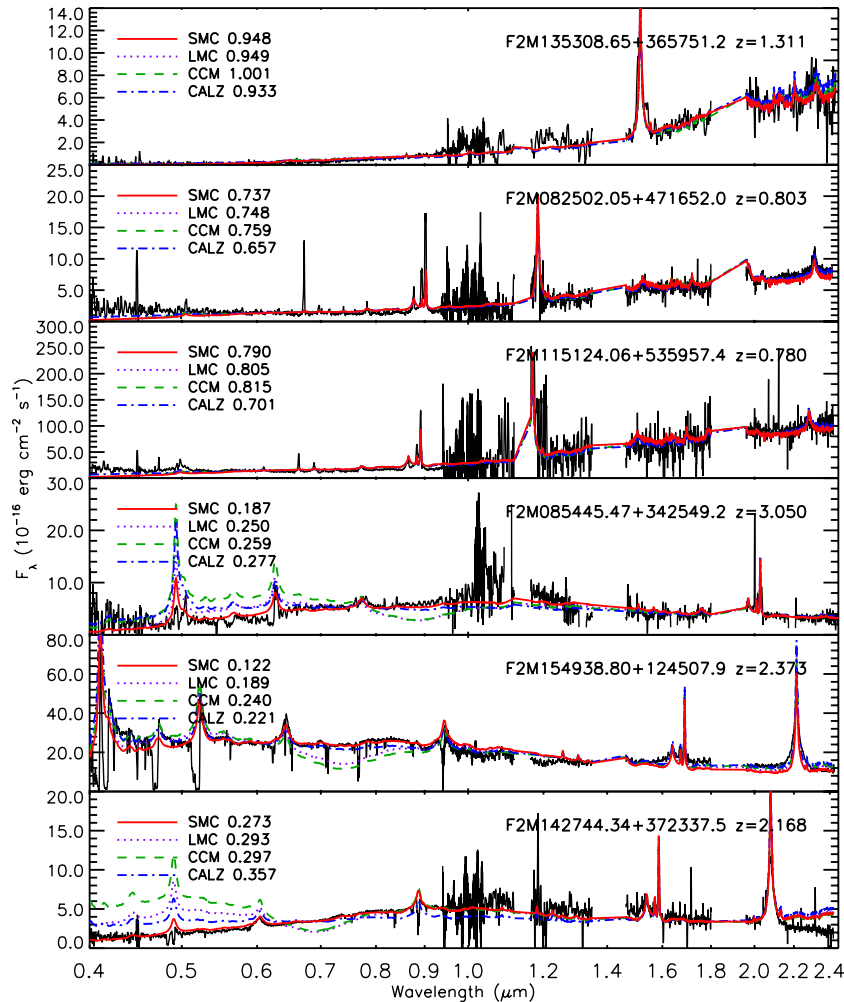 14.0
12.0
10.0
8.0
6.0
4.0
2.0
SMC 0.948
LMC 0.949
CCM 1.001
CALZ 0.933
F2M135308.65+365751.2 z=1.311
25.0
20.0
15.0
10.0
5.0
SMC 0.737
LMC 0.748
CCM 0.759
CALZ 0.657
F2M082502.05+471652.0 z=0.803
300.0
250.0
200.0
150.0
100.0
50.0
SMC 0.790
LMC 0.805
CCM 0.815
CALZ 0.701
F2M115124.06+535957.4 z=0.780
30.0
20.0
10.0
SMC 0.187
LMC 0.250
CCM 0.259
CALZ 0.277
F2M085445.47+342549.2 z=3.050
80.0
60.0
40.0
20.0
SMC 0.122
LMC 0.189
CCM 0.240
CALZ 0.221
F2M154938.80+124507.9 z=2.373
20.0
15.0
10.0
5.0
0.0
SMC 0.273
LMC 0.293
CCM 0.297
CALZ 0.357
F2M142744.34+372337.5 z=2.168
F_λ (10⁻¹⁶ erg cm⁻² s⁻¹)
0.4 0.5 0.6 0.7 0.8 0.9 1.0 1.2 1.4 1.6 1.8 2.0 2.2 2.4
Wavelength (μm)